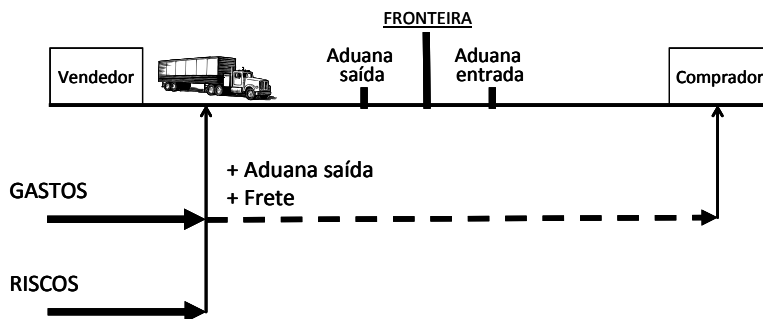 FRONTEIRA
Vendedor
Aduana
saída
Aduana
entrada
Comprador
+ Aduana saída
+ Frete
GASTOS
RISCOS